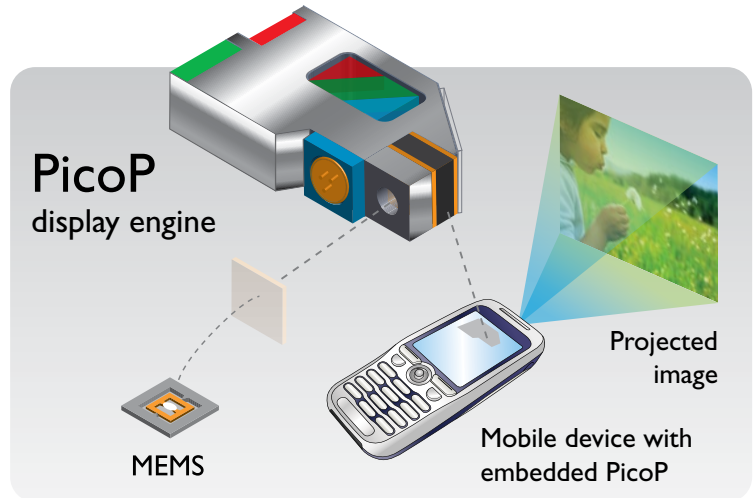 PicoP
display engine
Projected
image
MEMS
Mobile device with
embedded PicoP